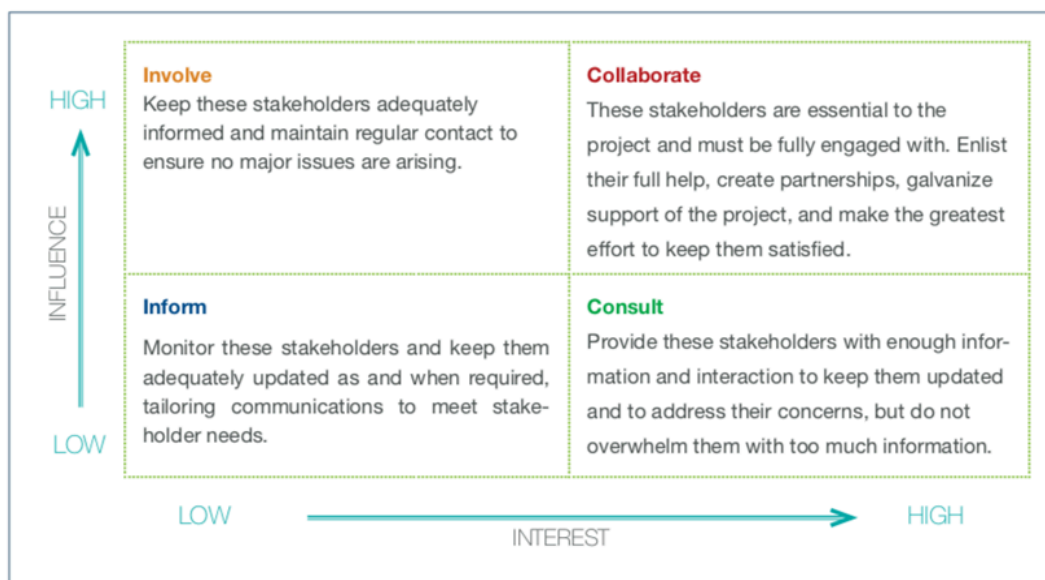 HIGH
INFLUENCE
LOW
Involve
Keep these stakeholders adequately
informed and maintain regular contact to
ensure no major issues are arising.
Collaborate
These stakeholders are essential to the
project and must be fully engaged with. Enlist
their full help, create partnerships, galvanize
support of the project, and make the greatest
effort to keep them satisfied.
Inform
Monitor these stakeholders and keep them
adequately updated as and when required,
tailoring communications to meet stake-
holder needs.
Consult
Provide these stakeholders with enough infor-
mation and interaction to keep them updated
and to address their concerns, but do not
overwhelm them with too much information.
LOW
INTEREST
HIGH